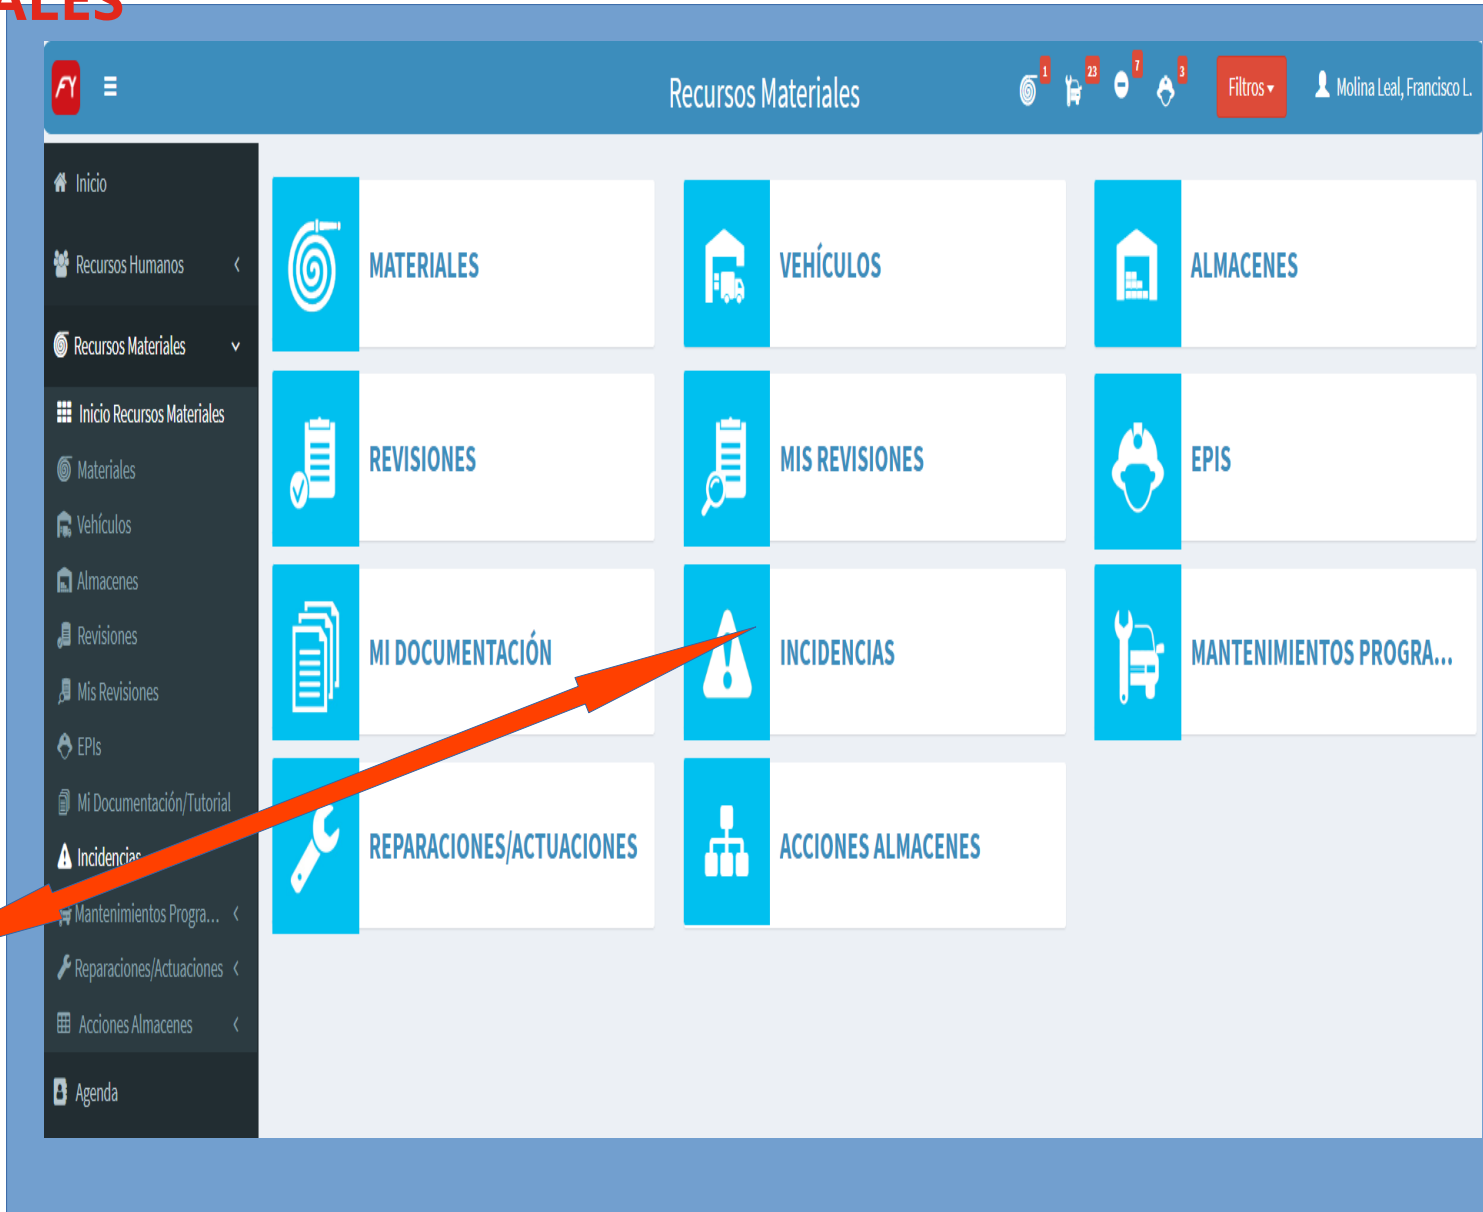 ALES
FY
Recursos Materiales
1
23
7
3
Filtros
Molina Leal, Francisco L.
Inicio
Recursos Humanos
Recursos Materiales
Inicio Recursos Materiales
Materiales
Vehículos
Almacenes
Revisiones
Mis Revisiones
EPIs
Mi Documentación/Tutorial
Incidencias
Mantenimientos Progra...
Reparaciones/Actuaciones
Acciones Almacenes
Agenda
MATERIALES
VEHÍCULOS
ALMACENES
REVISIONES
MIS REVISIONES
EPIS
MI DOCUMENTACIÓN
INCIDENCIAS
MANTENIMIENTOS PROGRA...
REPARACIONES/ACTUACIONES
ACCIONES ALMACENES